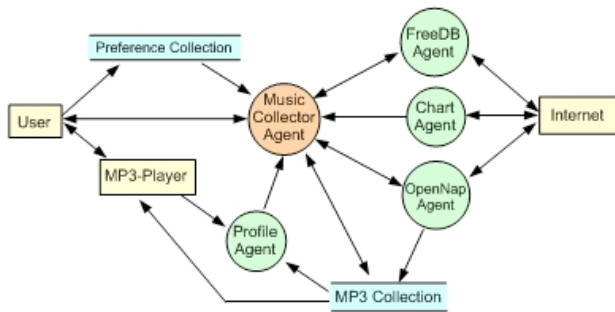 Preference Collection
FreeDB
Agent
Music
Collector
Agent
Chart
Agent
User
Internet
MP3-Player
OpenNap
Agent
Profile
Agent
MP3 Collection